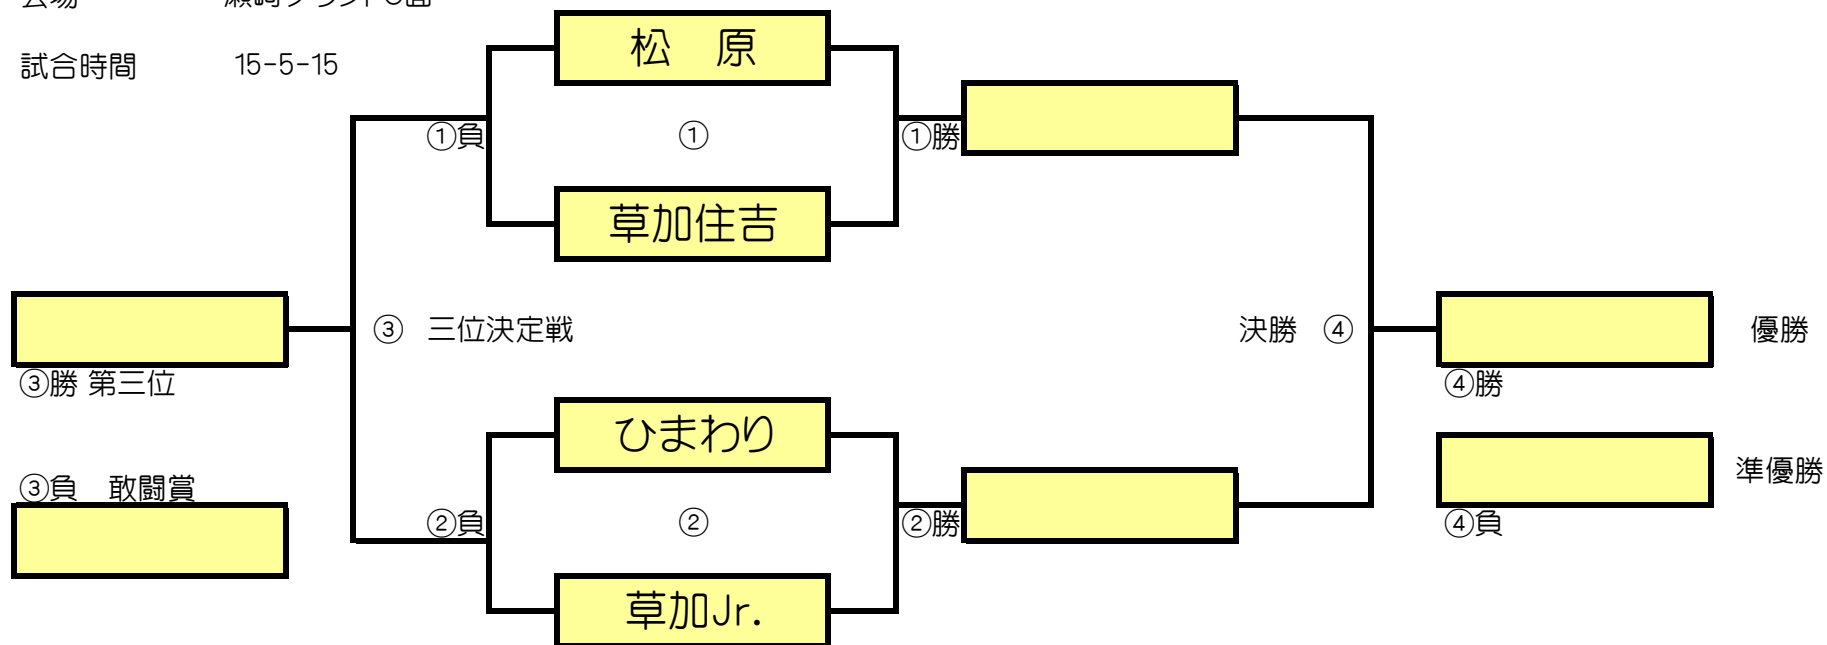 試合時間 15-5-15
松 原
①負 ① ①勝
草加住吉
③ 三位決定戦 決勝 ④ 優勝
③勝 第三位 ④勝
ひまわり
準優勝
③負 敢闘賞
②負 ② ②勝 ④負
草加Jr.